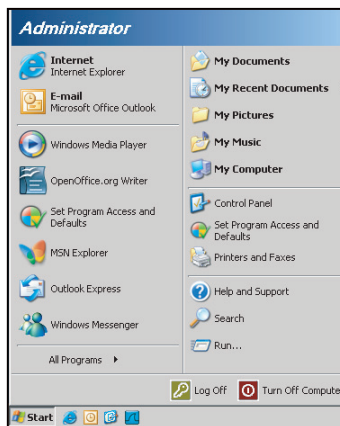 Administrator
Internet
Internet Explorer
E-mail
Microsoft Office Outlook
Windows Media Player
OpenOffice.org Writer
Set Program Access and
Defaults
MSN Explorer
Outlook Express
Windows Messenger
All Programs
My Documents
My Recent Documents
My Pictures
My Music
My Computer
Control Panel
Set Program Access and
Defaults
Printers and Faxes
Help and Support
Search
Run...
Log Off
Turn Off Compute
Start